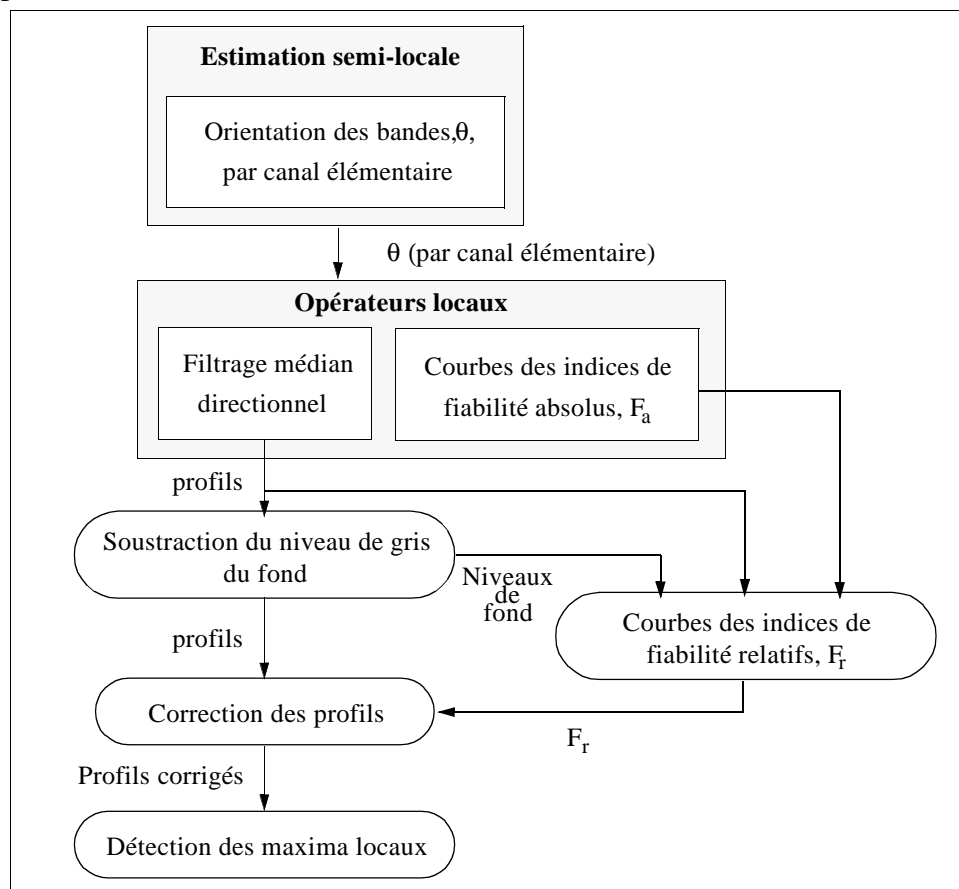 Estimation semi-locale
Orientation des bandes,θ,
par canal élémentaire
θ (par canal élémentaire)
Opérateurs locaux
Filtrage médian
directionnel
Courbes des indices de
fiabilité absolus, Fa
profils
Soustraction du niveau de gris
du fond
Niveaux
de
fond
Courbes des indices de
fiabilité relatifs, Fr
profils
Correction des profils
Fr
Profils corrigés
Détection des maxima locaux